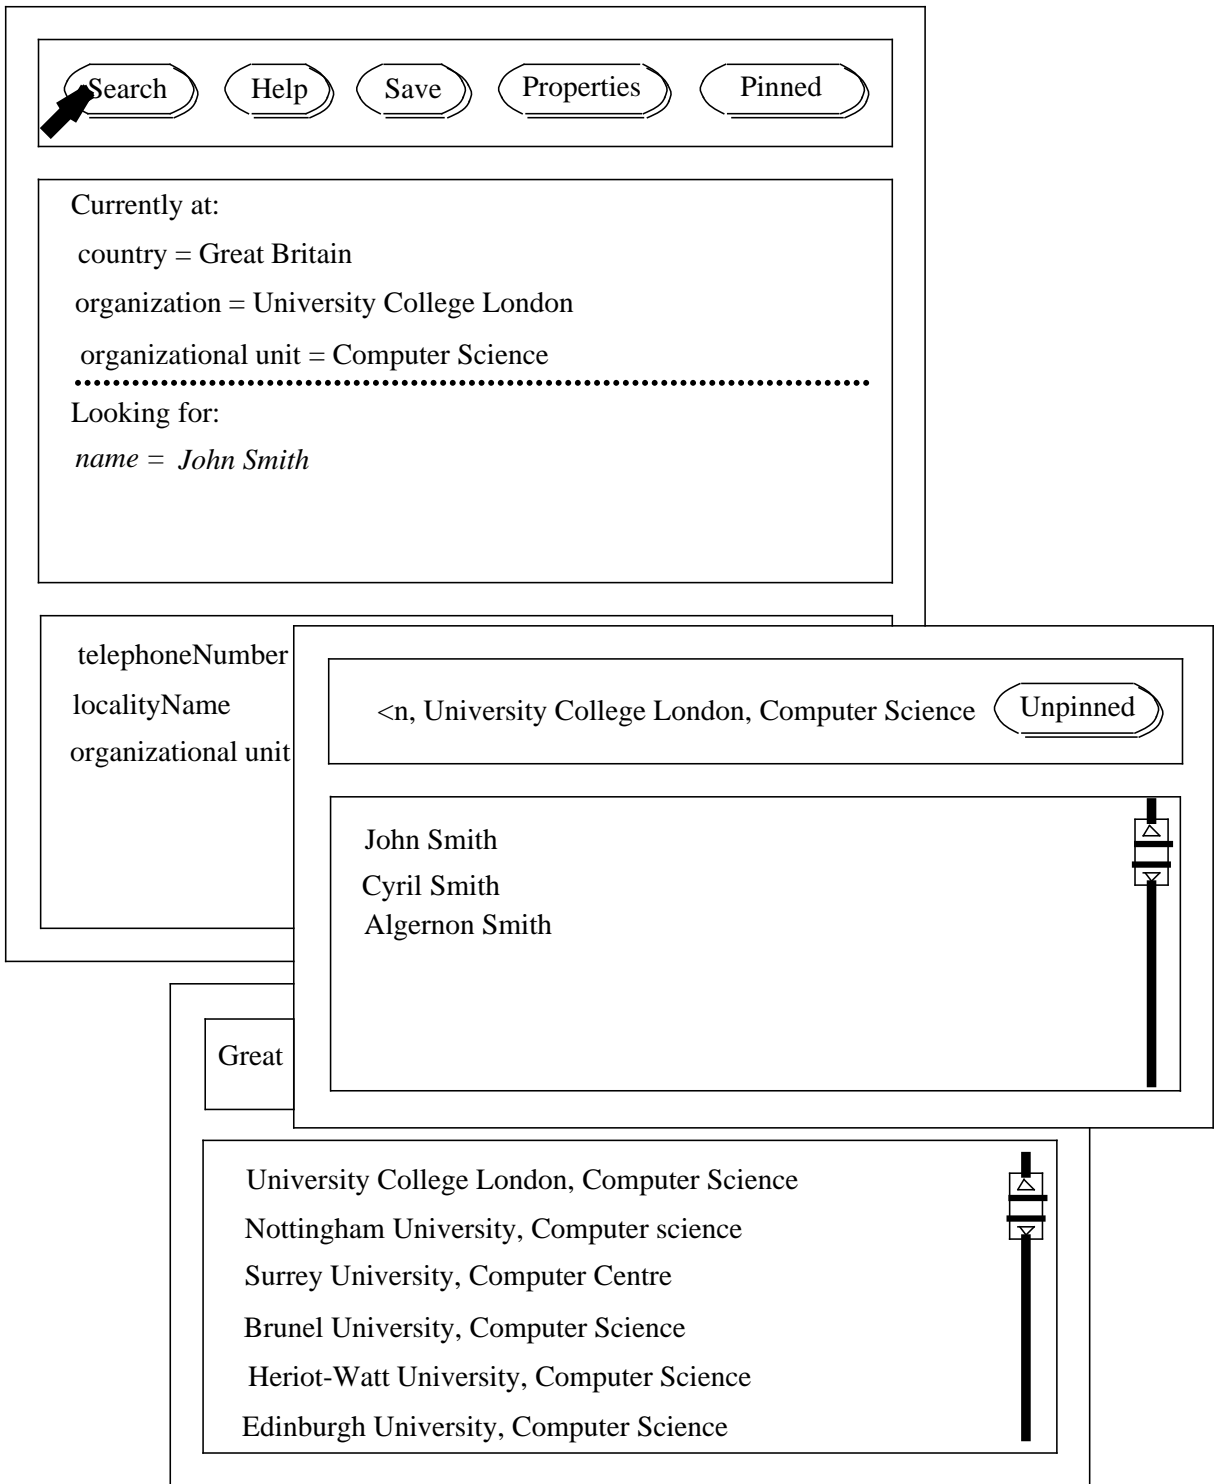 Search Help Save Properties Pinned
Currently at:
country = Great Britain
organization = University College London
organizational unit = Computer Science
Looking for:
name = John Smith
telephoneNumber
localityName
organizational unit
<n, University College London, Computer Science Unpinned
John Smith
Cyril Smith
Algernon Smith
Great
University College London, Computer Science
Nottingham University, Computer science
Surrey University, Computer Centre
Brunel University, Computer Science
Heriot-Watt University, Computer Science
Edinburgh University, Computer Science